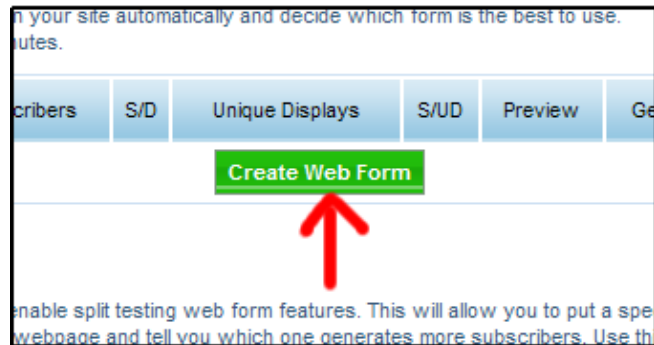 n your site automatically and decide which form is the best to use.
nutes.
cribers S/D Unique Displays S/UD Preview Ge
Create Web Form
enable split testing web form features. This will allow you to put a spe
webpage and tell you which one generates more subscribers. Use thi